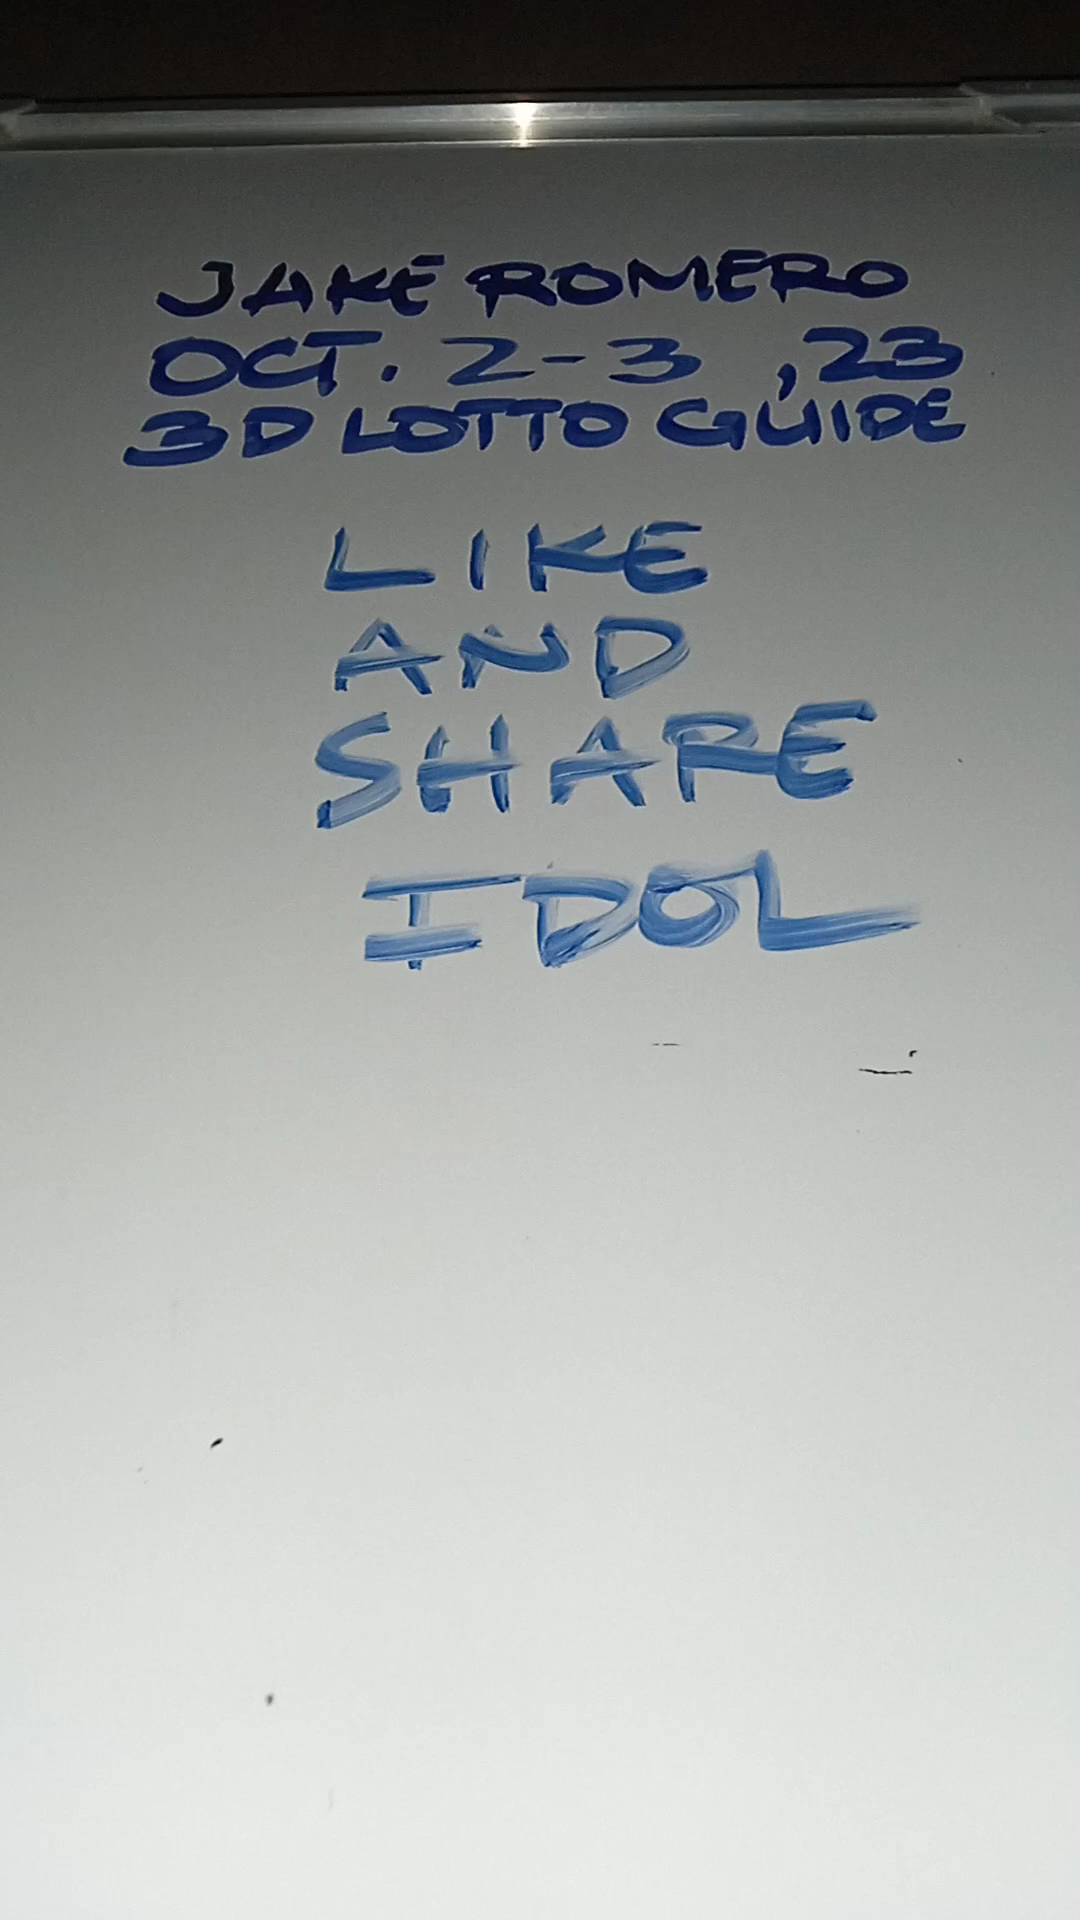 JAKE ROMERO
OCT. 2-3 , 23
3D LOTTO GUIDE
LIKE
AND
SHARE
IDOL